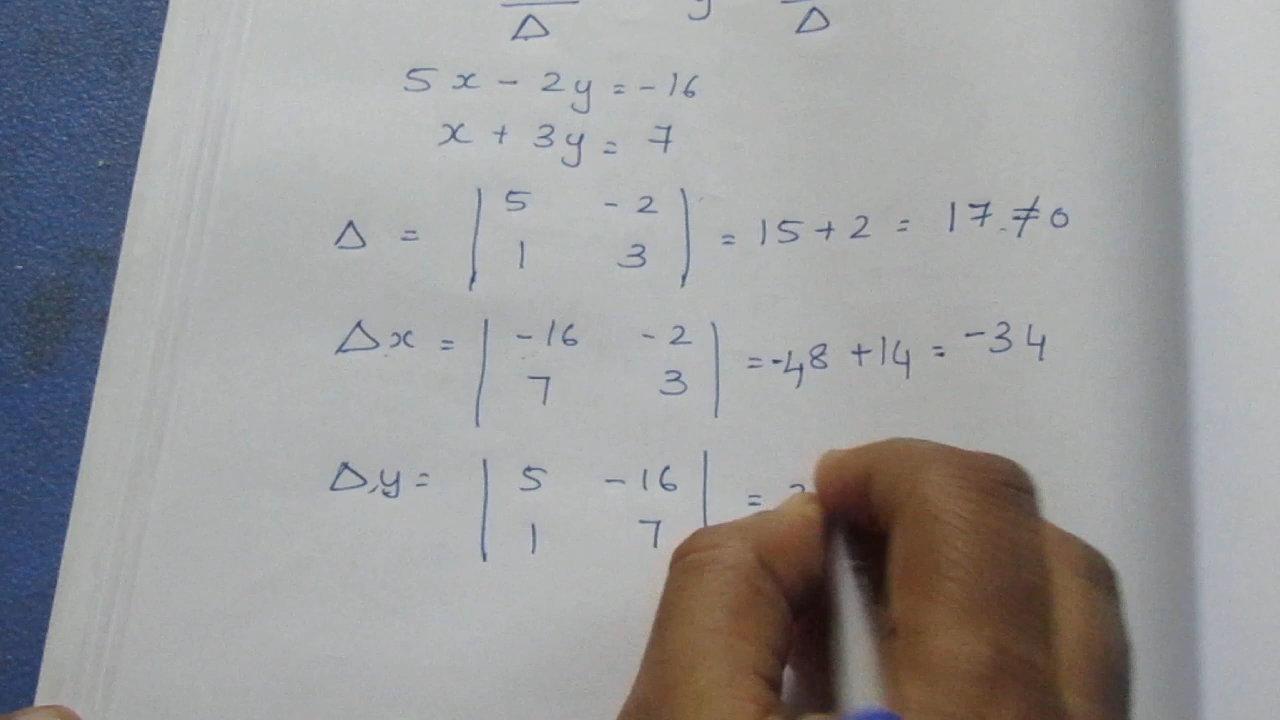 Δ Δ
5x - 2y = -16
x + 3y = 7
Δ = | 5 -2 | = 15 + 2 = 17 ≠ 0
| 1 3 |
Δx = | -16 -2 | = -48 + 14 = -34
| 7 3 |
Δy = | 5 -16 | =
| 1 7 |